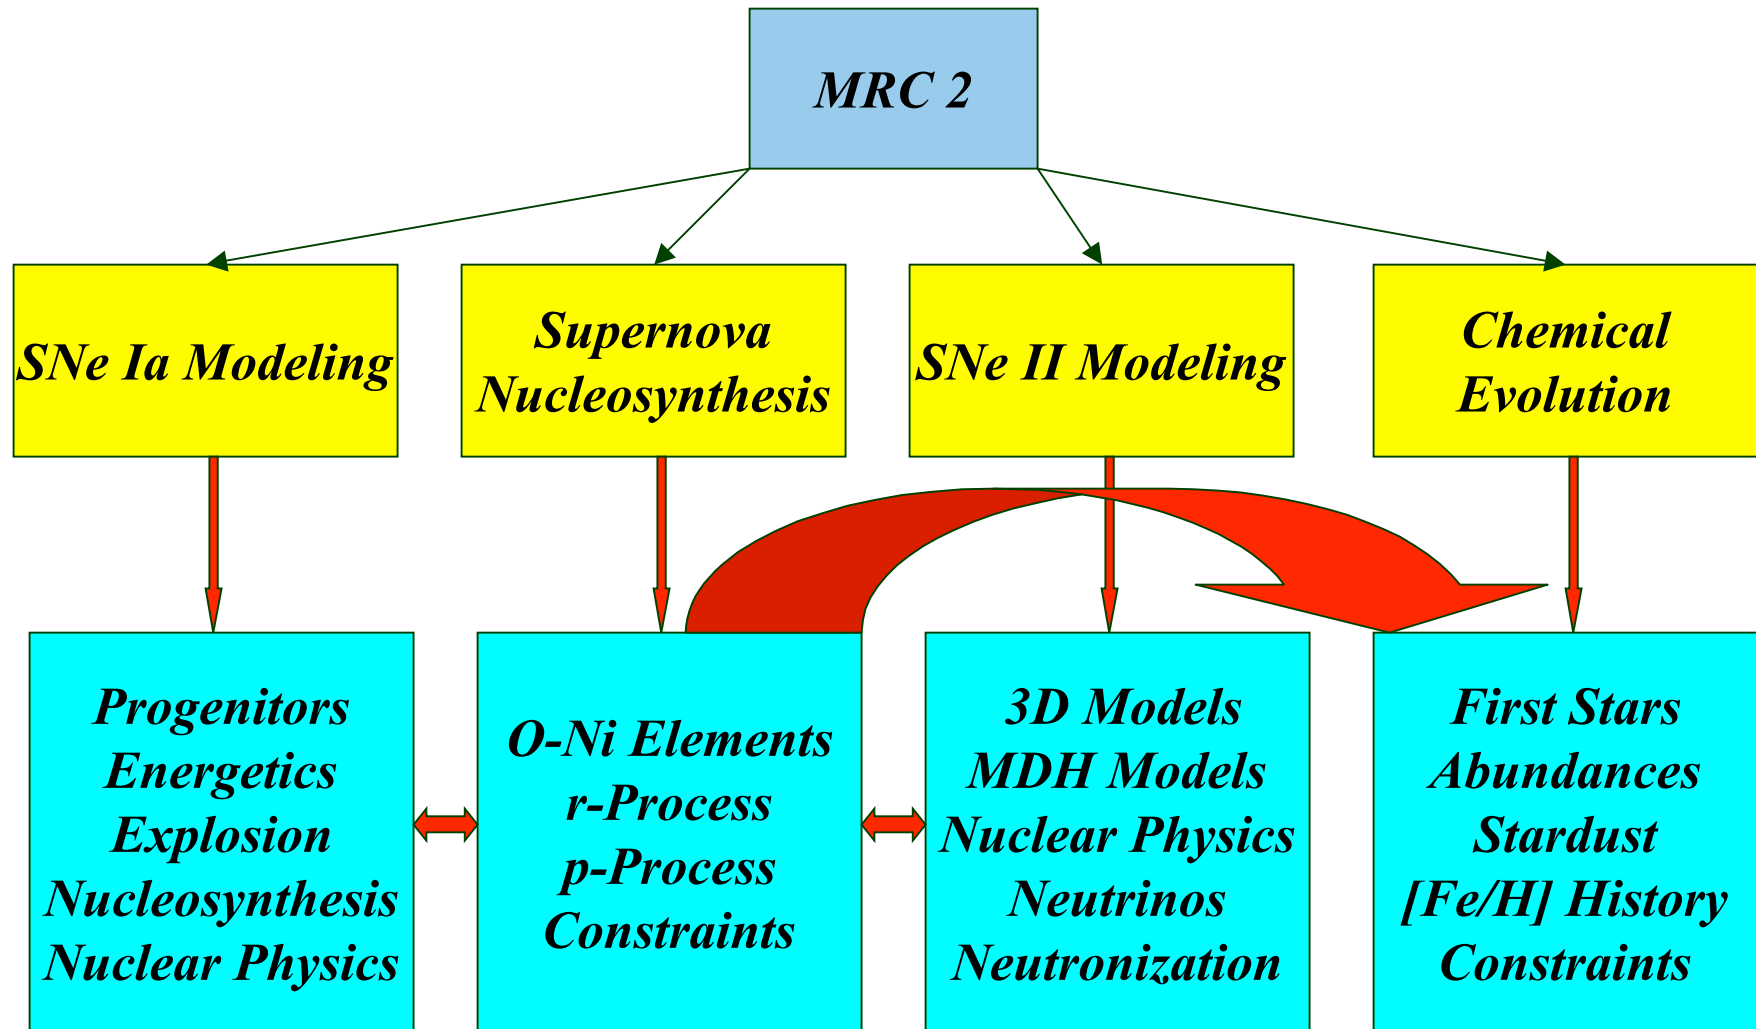 MRC 2
SNe Ia Modeling
Supernova
Nucleosynthesis
SNe II Modeling
Chemical
Evolution
Progenitors
Energetics
Explosion
Nucleosynthesis
Nuclear Physics
O-Ni Elements
r-Process
p-Process
Constraints
3D Models
MDH Models
Nuclear Physics
Neutrinos
Neutronization
First Stars
Abundances
Stardust
[Fe/H] History
Constraints